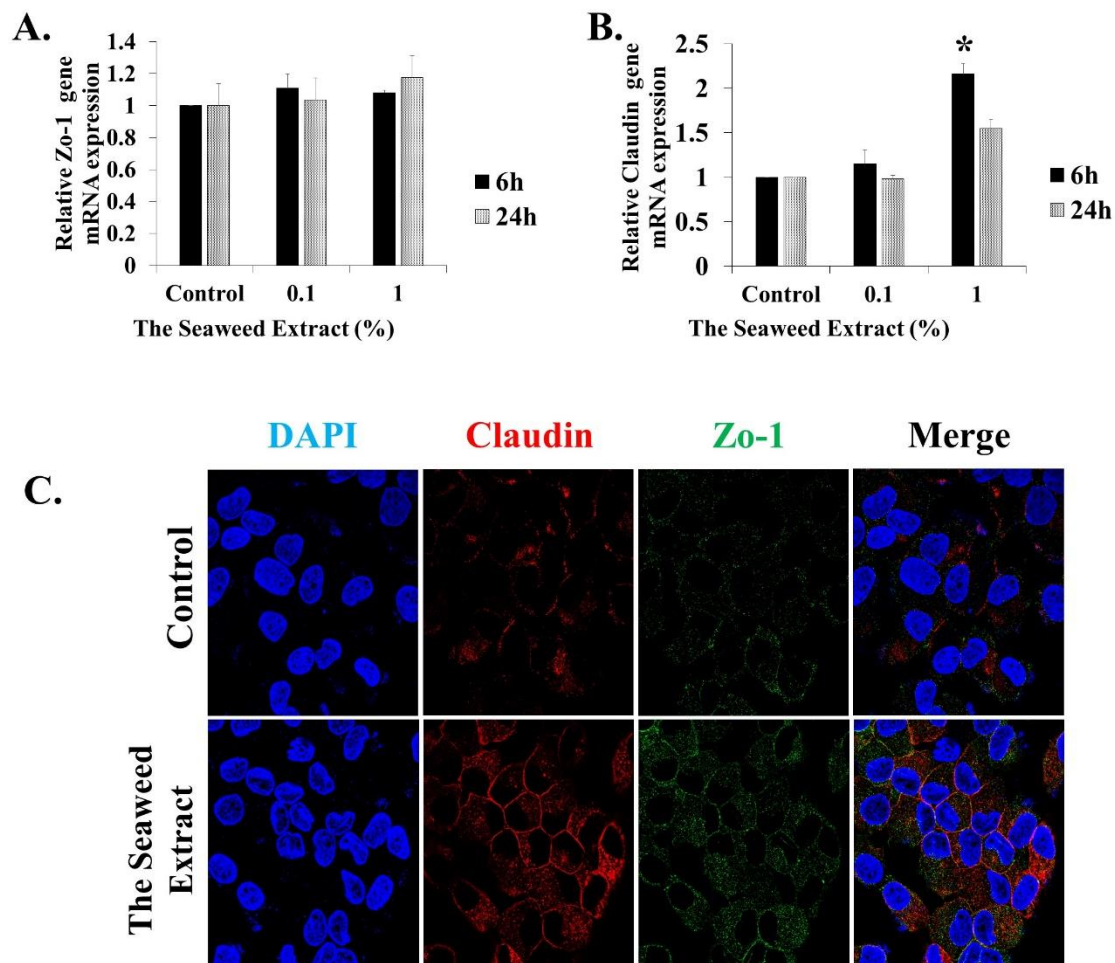 A.
Relative Zo-1 gene
mRNA expression
1.4
1.2
1
0.8
0.6
0.4
0.2
0
Control
0.1
1
The Seaweed Extract (%)
6h
24h
B.
Relative Claudin gene
mRNA expression
2.5
2
1.5
1
0.5
0
*
Control
0.1
1
The Seaweed Extract (%)
6h
24h
C.
DAPI
Claudin
Zo-1
Merge
Control
The Seaweed
Extract